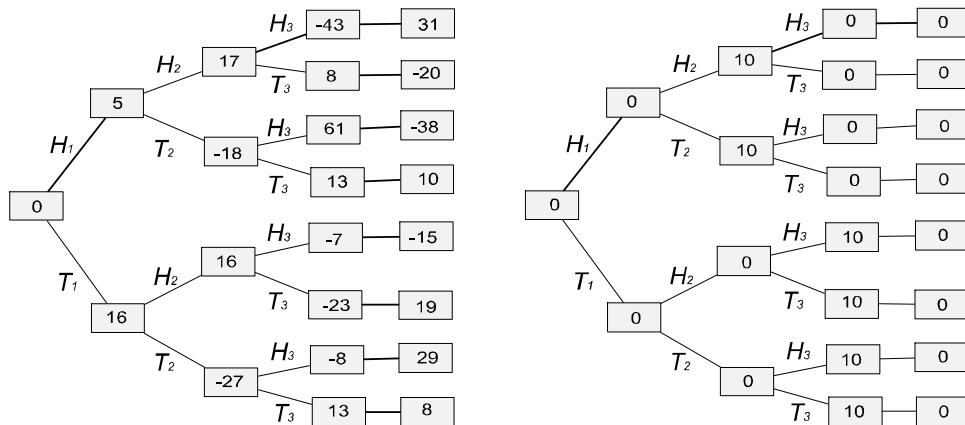 H3 -43 31
H2 17
T3 8 -20
5
H3 61 -38
H1 T2 -18
T3 13 10
0
H3 -7 -15
16
T1 H2
T3 -23 19
16
H3 -8 29
T2 -27
T3 13 8
H3 0 0
H2 10
T3 0 0
0
H3 0 0
H1 T2 10
T3 0 0
0
H3 10 0
0
T1 H2
T3 10 0
0
H3 10 0
T2 0
T3 10 0